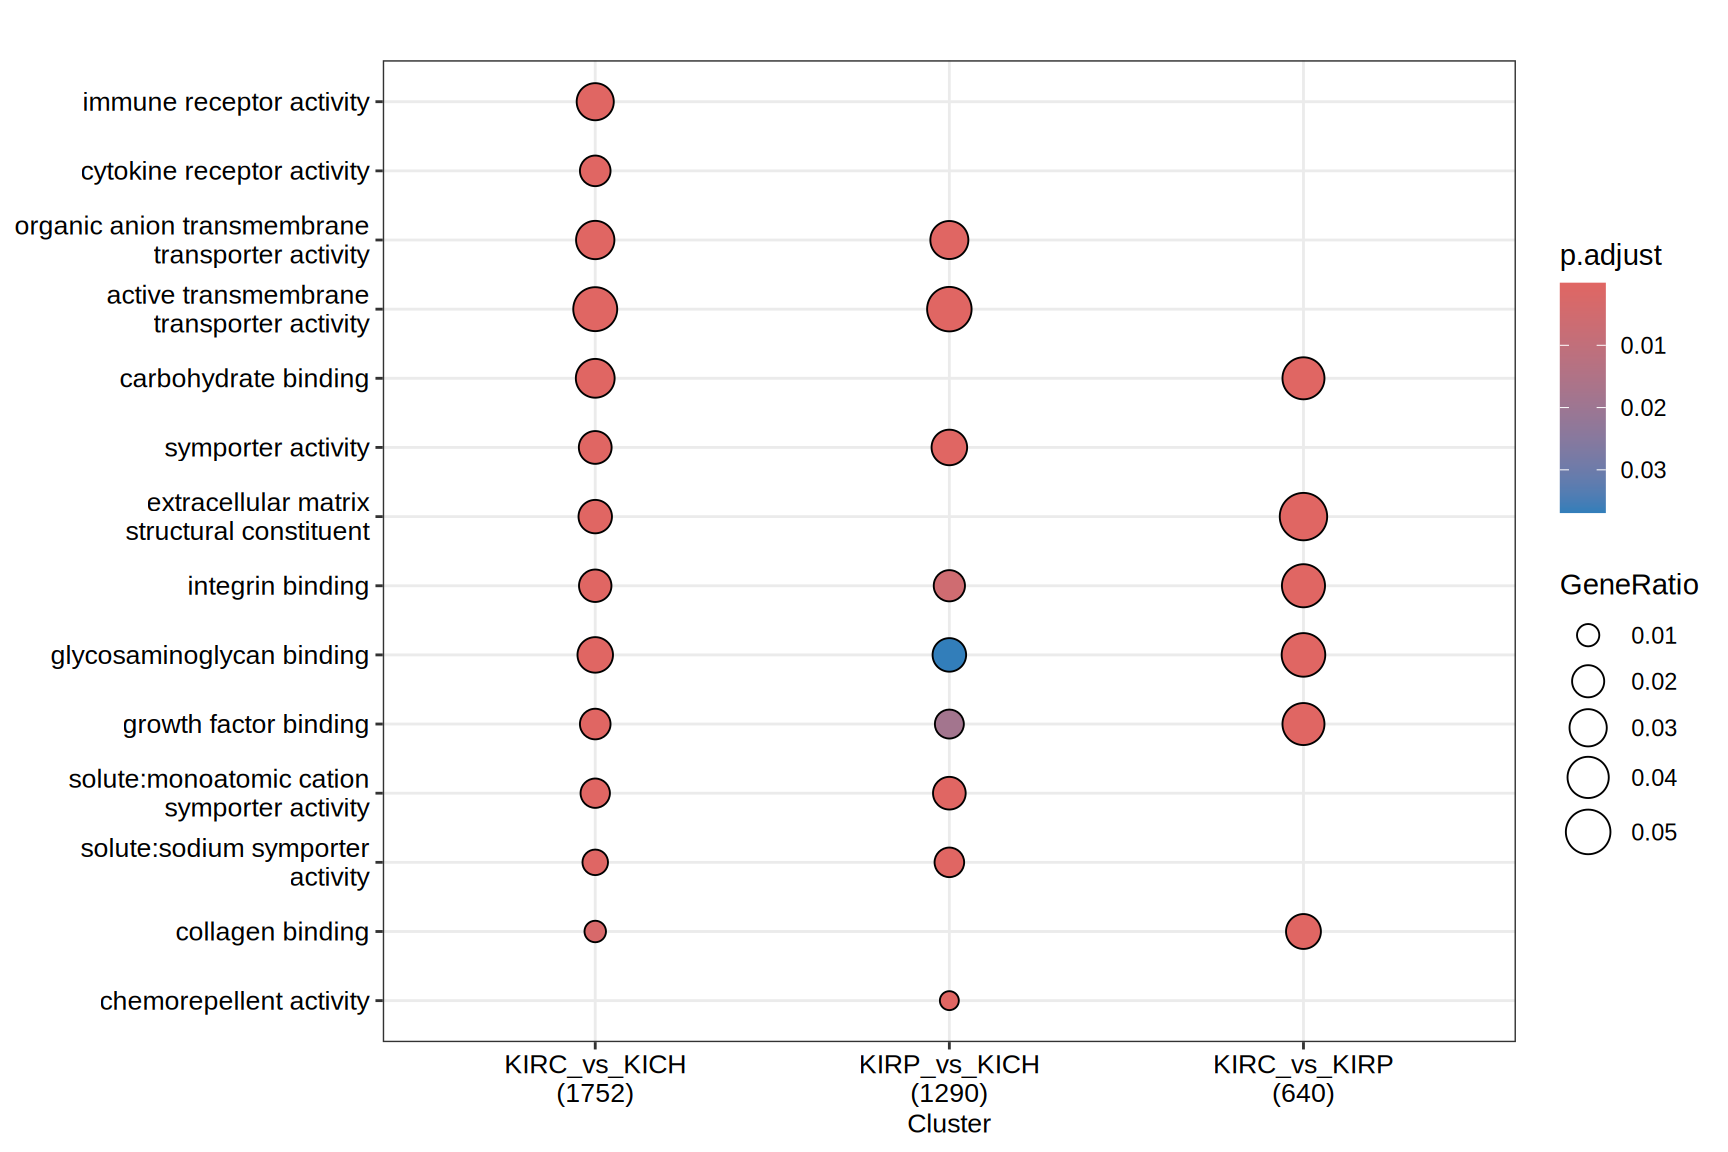 immune receptor activity
cytokine receptor activity
organic anion transmembrane
transporter activity
active transmembrane
transporter activity
carbohydrate binding
symporter activity
extracellular matrix
structural constituent
integrin binding
glycosaminoglycan binding
growth factor binding
solute:monoatomic cation
symporter activity
solute:sodium symporter
activity
collagen binding
chemorepellent activity
KIRC_vs_KICH
(1752)
KIRP_vs_KICH
(1290)
KIRC_vs_KIRP
(640)
Cluster
p.adjust
0.01
0.02
0.03
GeneRatio
0.01
0.02
0.03
0.04
0.05